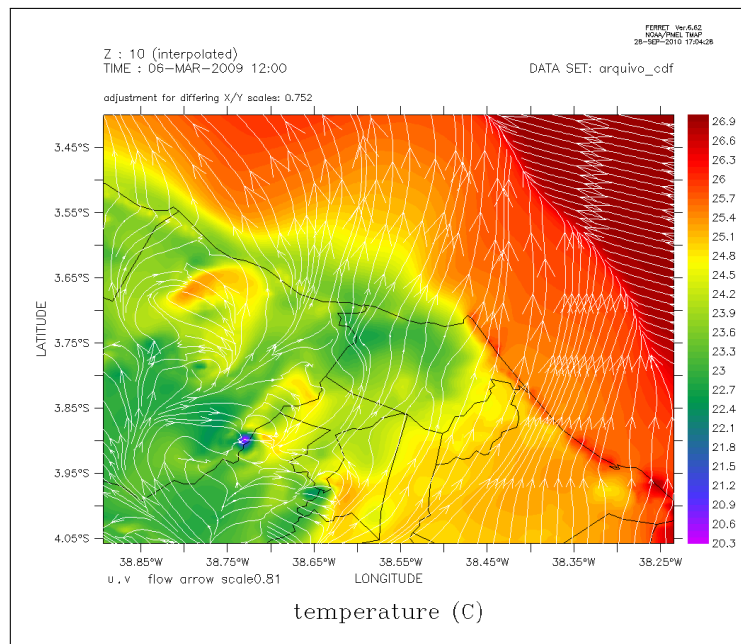 FERRET Ver.6.62
NOAA/PMEL TMAP
28-SEP-2010 17:04:26
Z : 10 (interpolated)
TIME : 06-MAR-2009 12:00
DATA SET: arquivo_cdf
adjustment for differing X/Y scales: 0.752
3.45°S
3.55°S
3.65°S
3.75°S
3.85°S
3.95°S
4.05°S
LATITUDE
26.9
26.6
26.3
26.0
25.7
25.4
25.1
24.8
24.5
24.2
23.9
23.6
23.3
23.0
22.7
22.4
22.1
21.8
21.5
21.2
20.9
20.6
20.3
38.85°W
38.75°W
38.65°W
38.55°W
38.45°W
38.35°W
38.25°W
u,v flow arrow scale0.81
LONGITUDE
temperature (C)